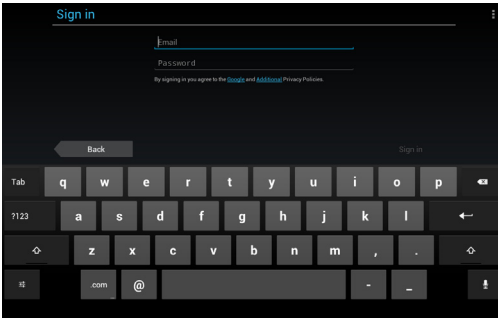 Sign in
Email
Password
By signing in you agree to the Google and Additional Privacy Policies.
Back
Sign in
Tab q w e r t y u i o p
?123 a s d f g h j k l
z x c v b n m , .
.com @ - _